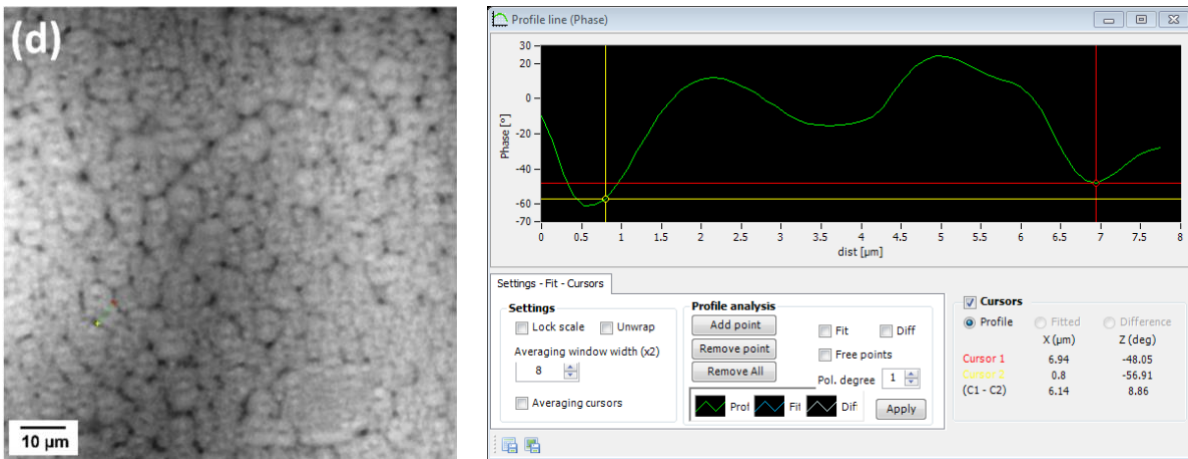 (d)
10 µm
Profile line (Phase)
30
20
0
-20
-40
-60
-70
Phase [°]
0 0.5 1 1.5 2 2.5 3 3.5 4 4.5 5 5.5 6 6.5 7 7.5 8
dist [µm]
Settings - Fit - Cursors
Settings
Lock scale Unwrap
Averaging window width (x2)
8
Averaging cursors
Profile analysis
Add point
Remove point
Remove All
Fit Diff
Free points
Pol. degree 1
Prof Fit Dif
Apply
Cursors
Profile Fitted Difference
X (µm) Z (deg)
Cursor 1 6.94 -48.05
Cursor 2 0.8 -56.91
(C1 - C2) 6.14 8.86